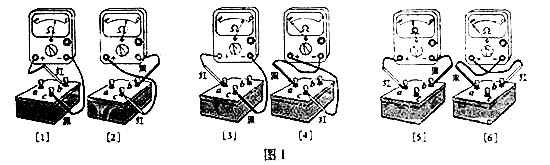 Ω Ω Ω Ω Ω Ω
红 黑 红 黑 红 黑
a b c a b c a b c a b c a b a b
黑 红 黑 红 红 红
[1] [2] [3] [4] [5] [6]
图1